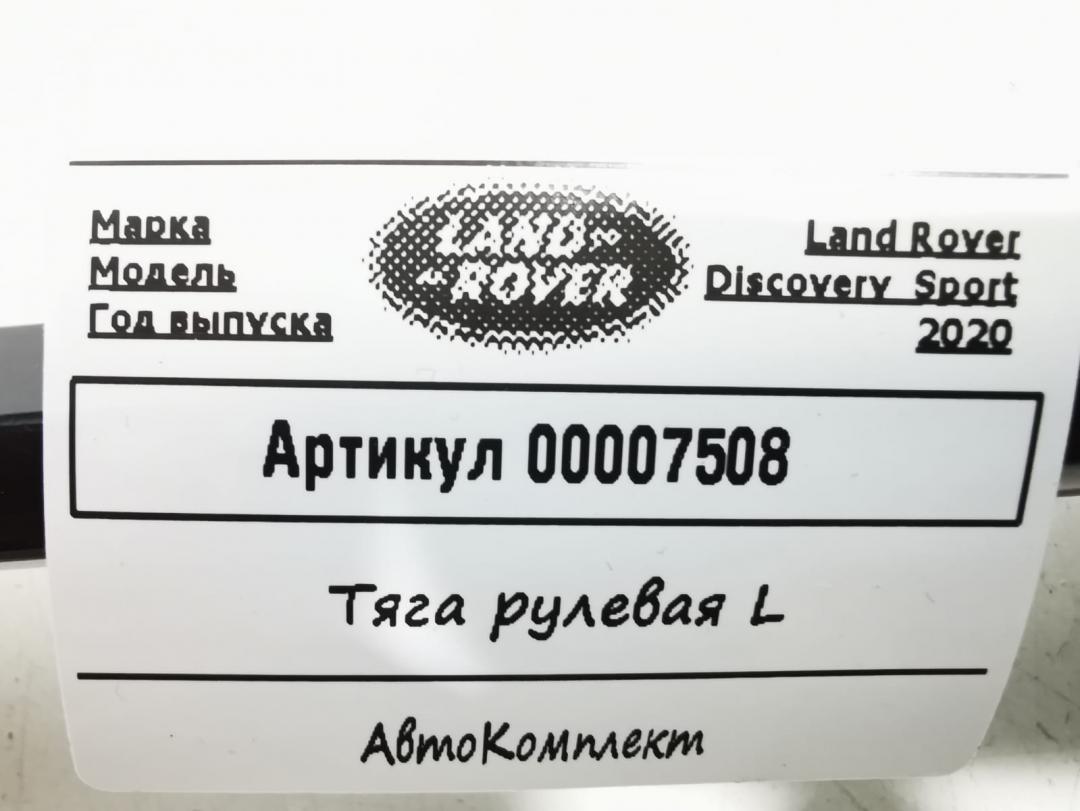 Марка
Модель
Год выпуска
LAND
ROVER
Land Rover
Discovery Sport
2020
Артикул 00007508
Тяга рулевая L
АвтоКомплект